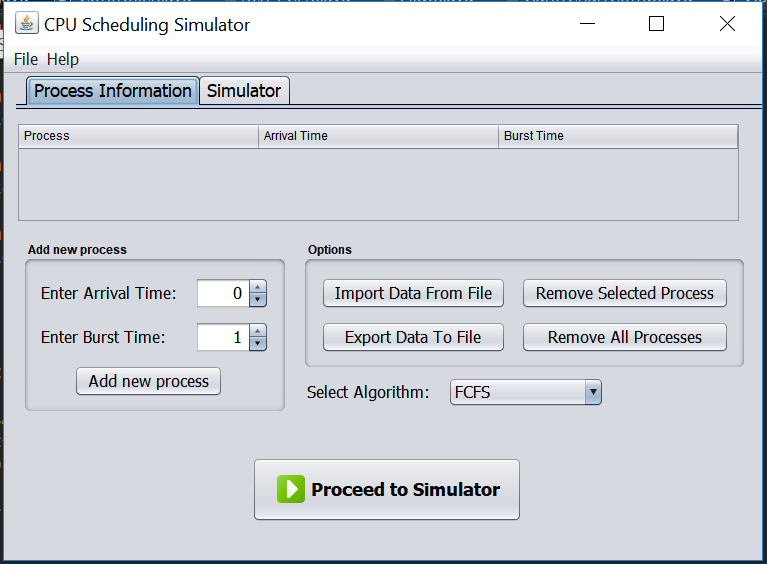 CPU Scheduling Simulator
File Help
Process Information Simulator
Process Arrival Time Burst Time
Add new process Options
Enter Arrival Time: 0 Import Data From File Remove Selected Process
Enter Burst Time: 1 Export Data To File Remove All Processes
Add new process Select Algorithm: FCFS
Proceed to Simulator